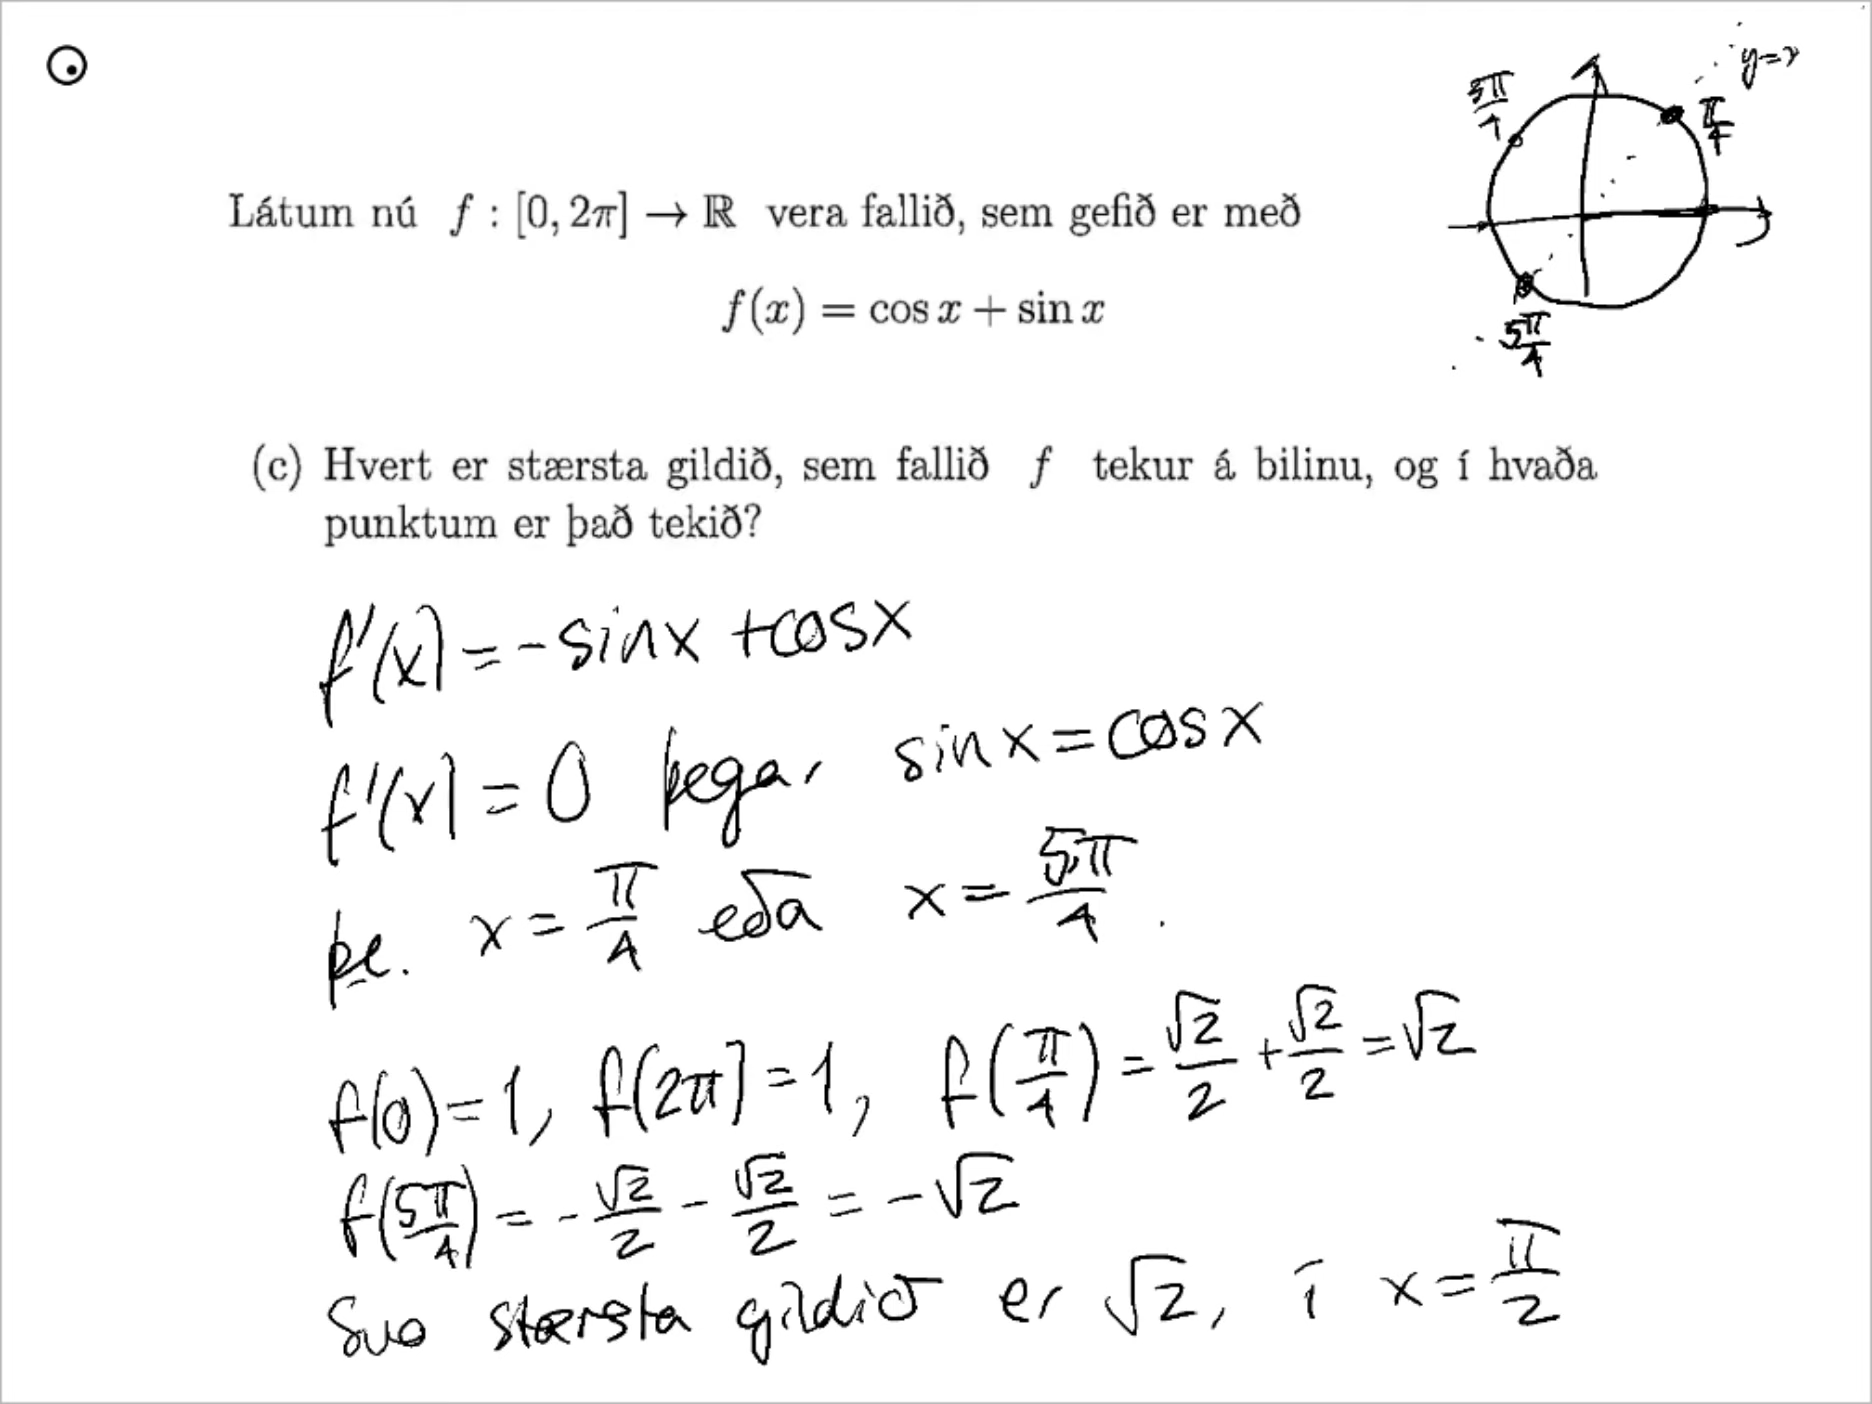 y=x
3π/4
π/4
5π/4
Látum nú f : [0, 2π] → ℝ vera fallið, sem gefið er með
f(x) = cos x + sin x
(c) Hvert er stærsta gildið, sem fallið f tekur á bilinu, og í hvaða
punktum er það tekið?
f'(x) = -sinx + cosx
f'(x) = 0 þegar sinx = cosx
þe. x = π/4 eða x = 5π/4.
f(0) = 1, f(2π) = 1, f(π/4) = √2/2 + √2/2 = √2
f(5π/4) = -√2/2 - √2/2 = -√2
Svo stærsta gildið er √2, í x = π/2